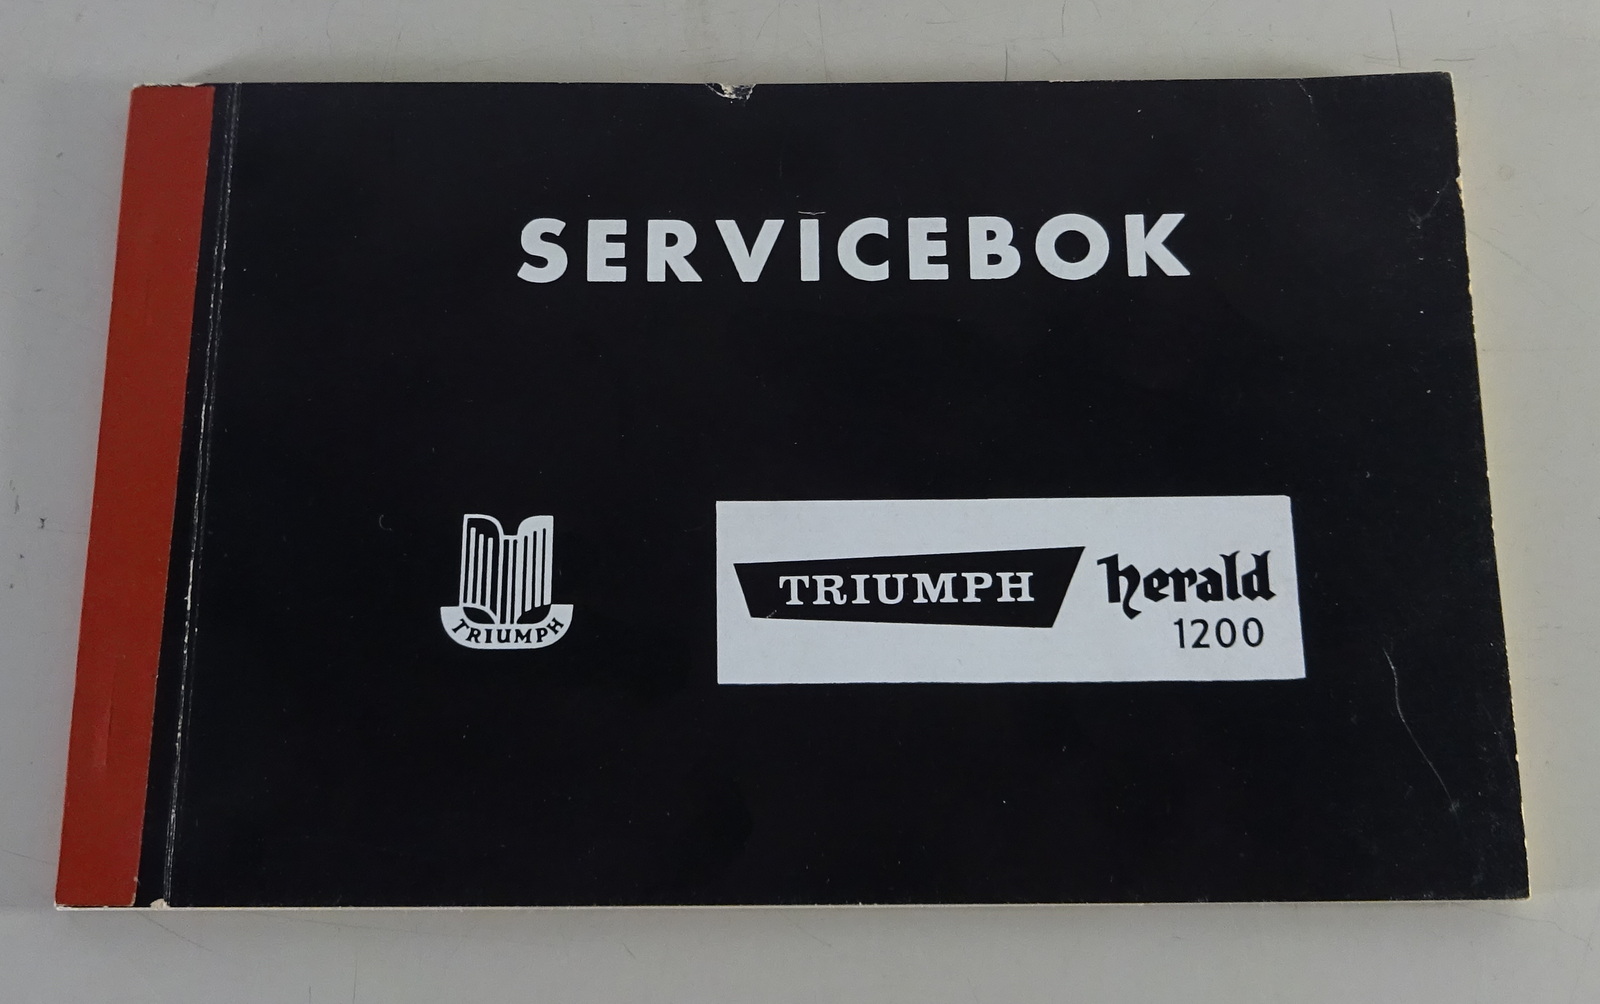 SERVICEBOK
TRIUMPH
TRIUMPH herald
1200